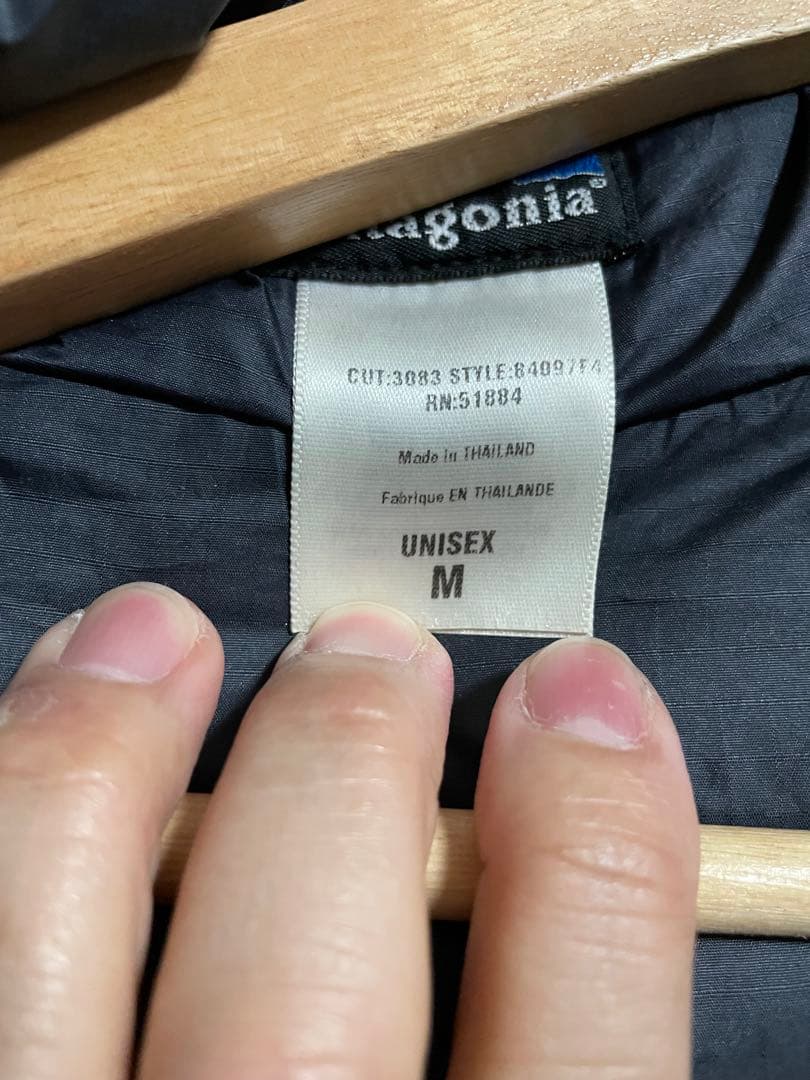 agonia®
CUT:3083 STYLE:84097F4
RN:51884
Made in THAILAND
Fabrique EN THAILANDE
UNISEX
M